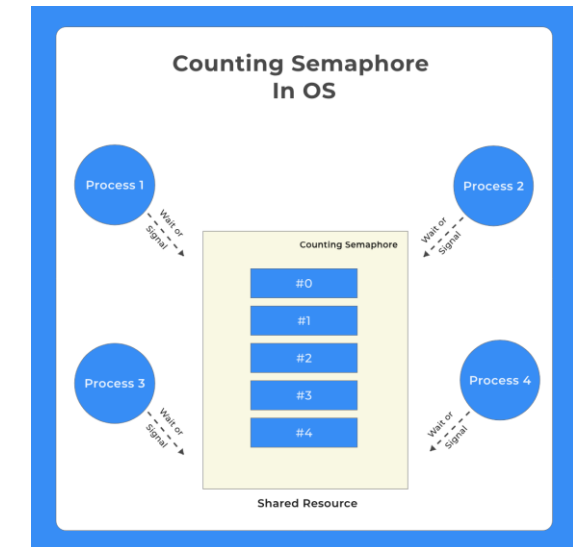 Counting Semaphore
In OS
Process 1
Process 2
Wait or
Signal
Wait or
Signal
Counting Semaphore
#0
#1
#2
#3
#4
Process 3
Process 4
Wait or
Signal
Wait or
Signal
Shared Resource